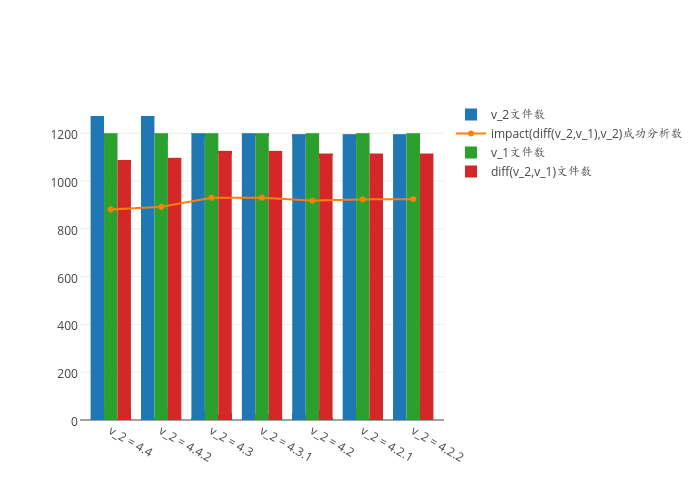 v_2文件数
impact(diff(v_2,v_1),v_2)成功分析数
v_1文件数
diff(v_2,v_1)文件数
1200
1000
800
600
400
200
0
v_2 = 4.4
v_2 = 4.4.2
v_2 = 4.3
v_2 = 4.3.1
v_2 = 4.2
v_2 = 4.2.1
v_2 = 4.2.2